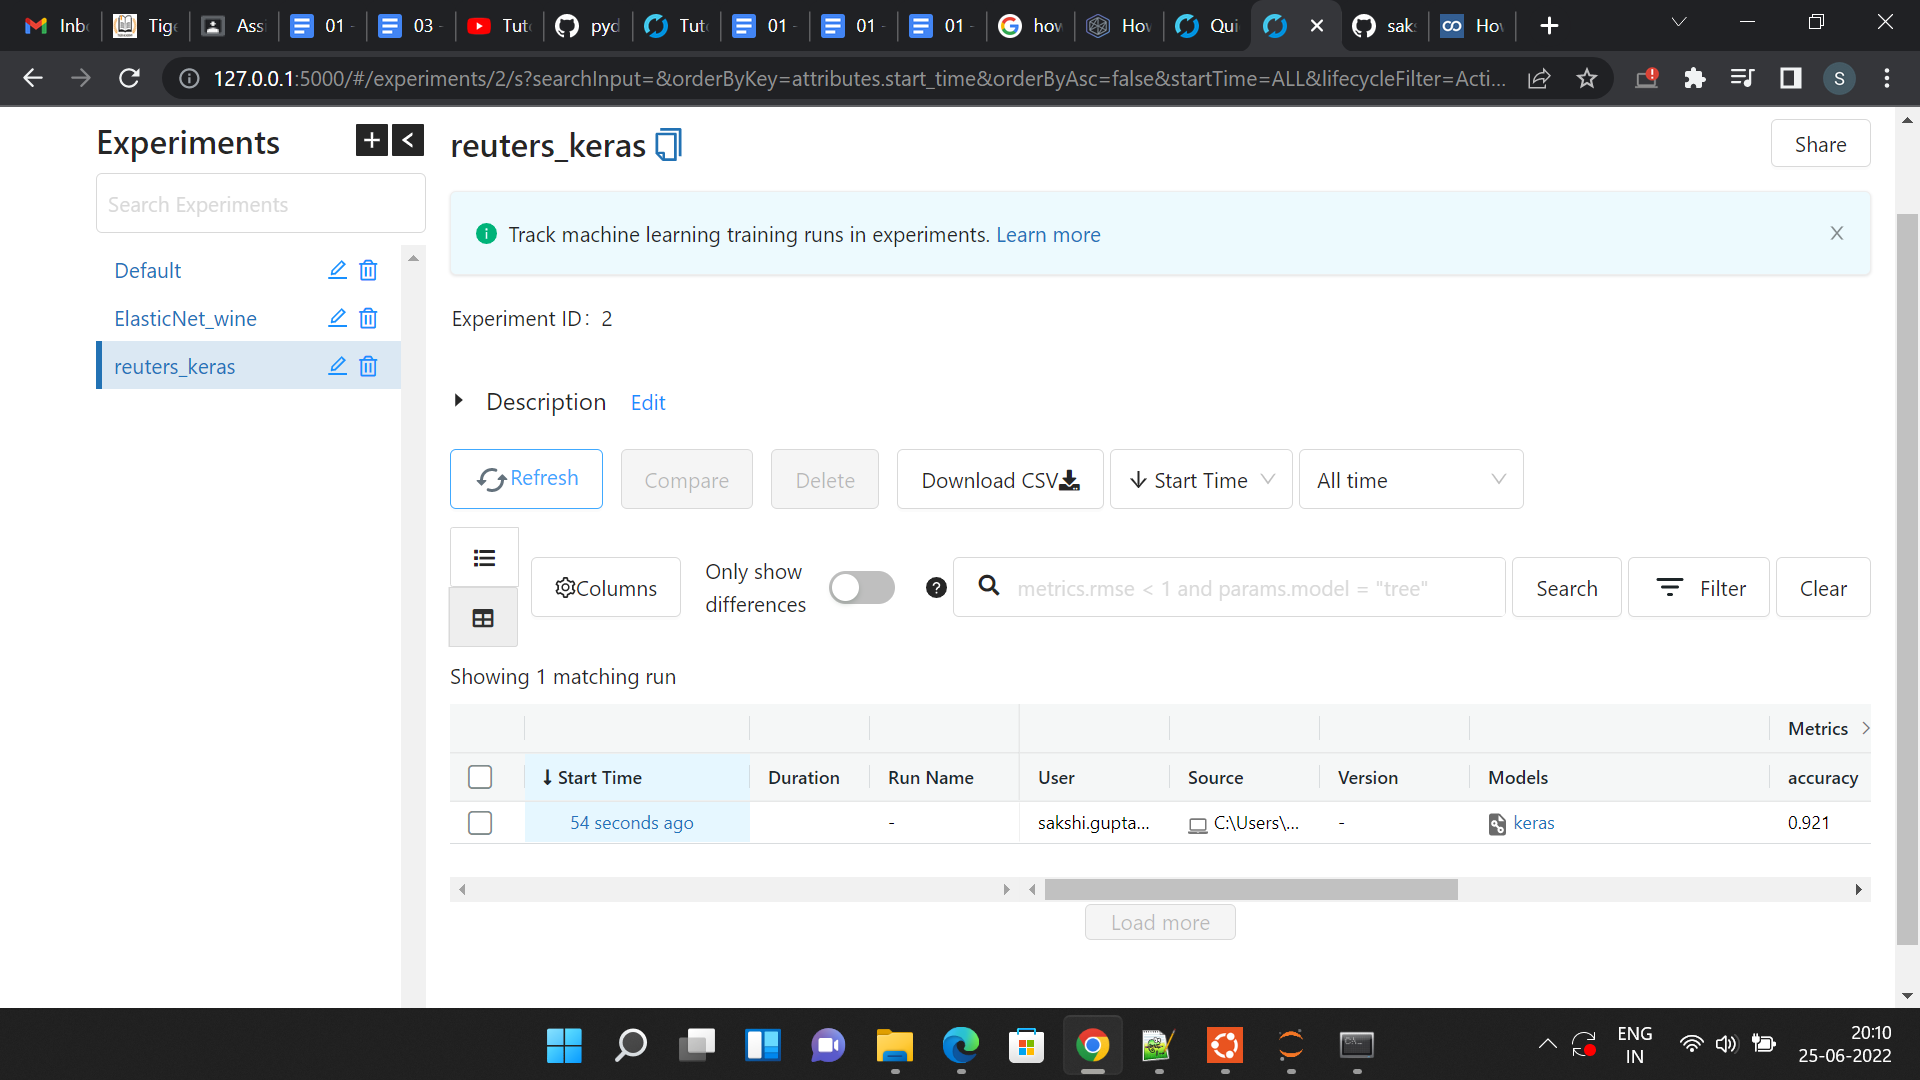 Inb
Tige
Ass
01 -
03 -
Tut
pyd
Tut
01 -
01 -
01 -
how
Hov
Qui
saks
Hov
127.0.0.1:5000/#/experiments/2/s?searchInput=&orderByKey=attributes.start_time&orderByAsc=false&startTime=ALL&lifecycleFilter=Acti...
S
Experiments
+ <
Search Experiments
Default
ElasticNet_wine
reuters_keras
reuters_keras
Share
Track machine learning training runs in experiments. Learn more
Experiment ID: 2
Description Edit
Refresh
Compare
Delete
Download CSV
Start Time
All time
Columns
Only show
differences
metrics.rmse < 1 and params.model = "tree"
Search
Filter
Clear
Showing 1 matching run
Metrics >
↓ Start Time Duration Run Name User Source Version Models accuracy
54 seconds ago - sakshi.gupta... C:\Users\... - keras 0.921
Load more
ENG
IN
20:10
25-06-2022